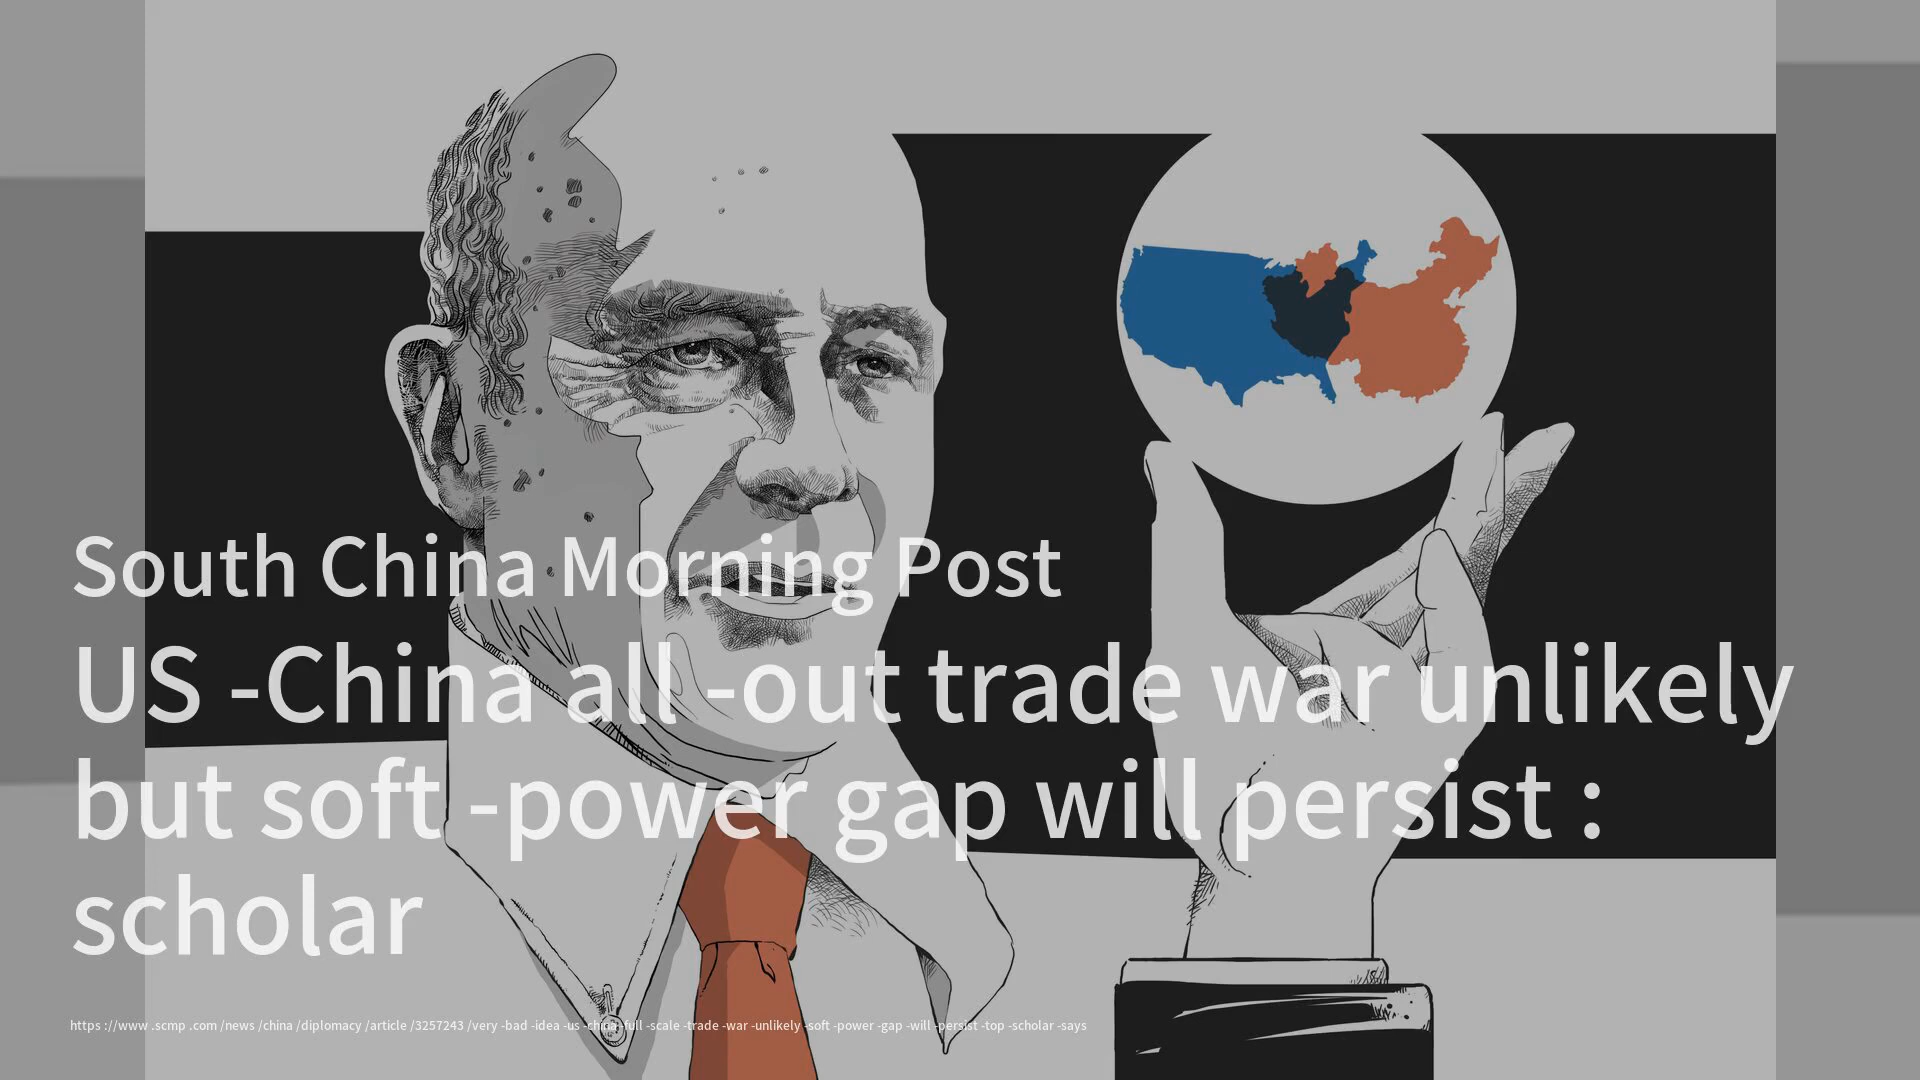 South China Morning Post
US -China all -out trade war unlikely
but soft -power gap will persist :
scholar
https ://www .scmp .com /news /china /diplomacy /article /3257243 /very -bad -idea -us -china -full -scale -trade -war -unlikely -soft -power -gap -will -persist -top -scholar -says